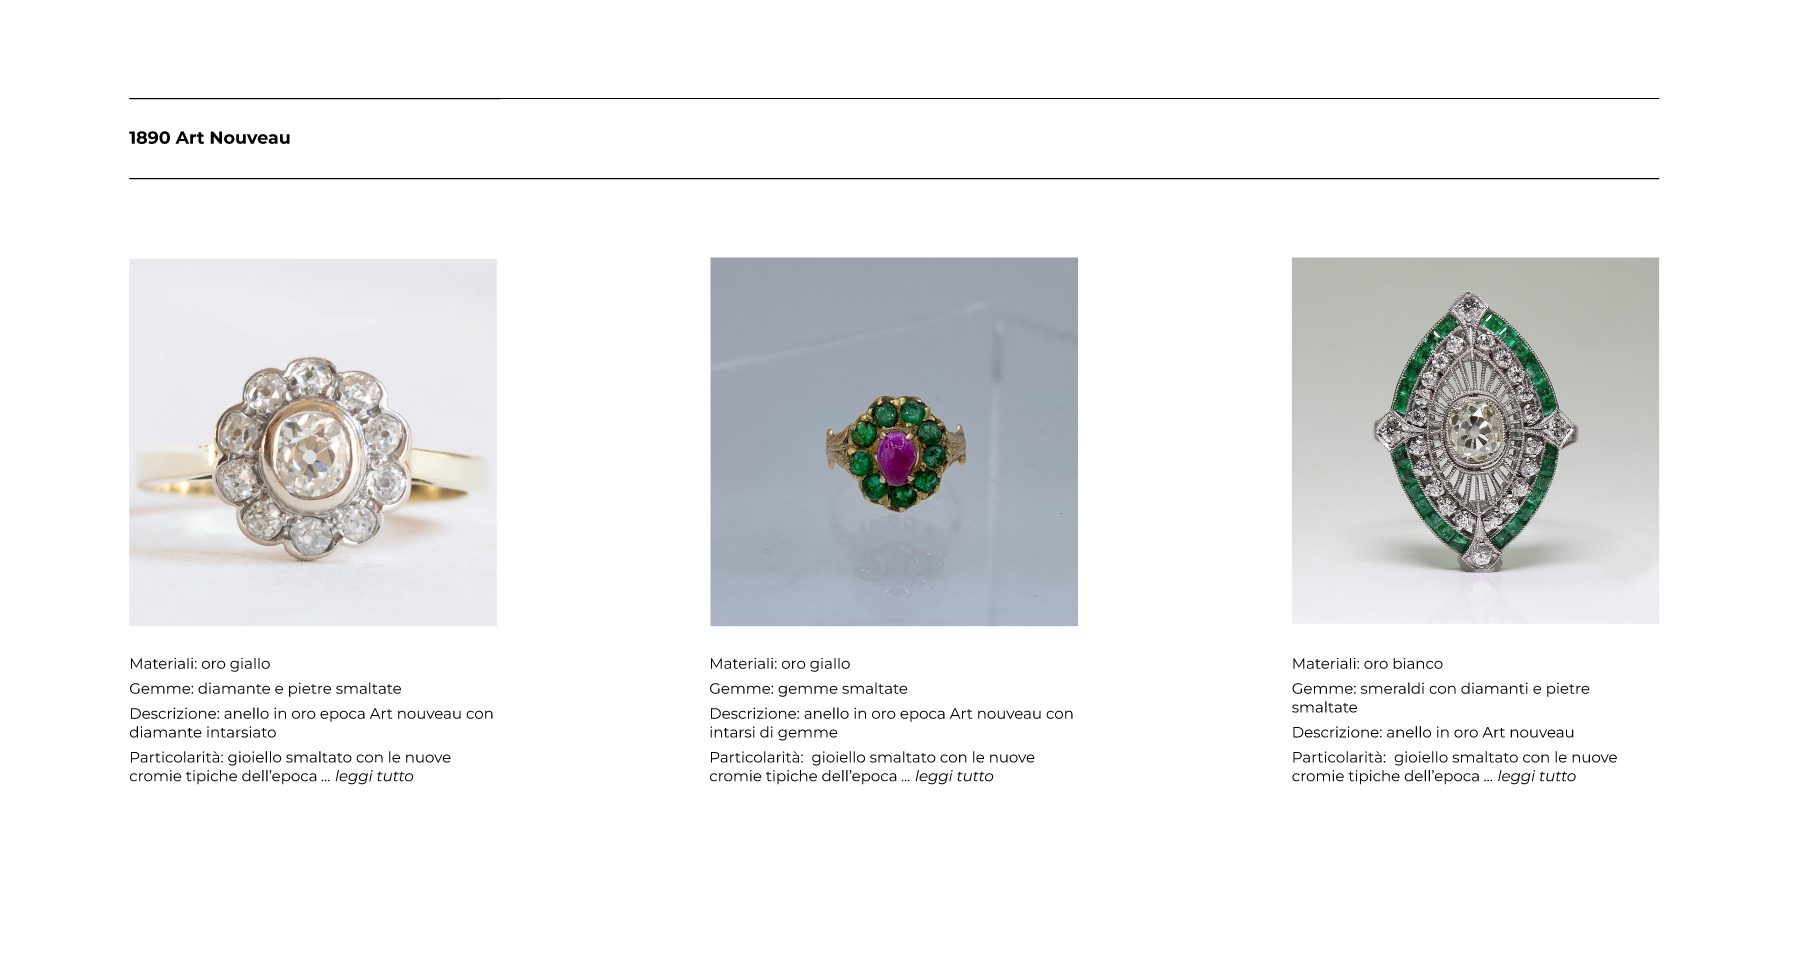 1890 Art Nouveau
Materiali: oro giallo
Gemme: diamante e pietre smaltate
Descrizione: anello in oro epoca Art nouveau con
diamante intarsiato
Particolarità: gioiello smaltato con le nuove
cromie tipiche dell'epoca ... leggi tutto
Materiali: oro giallo
Gemme: gemme smaltate
Descrizione: anello in oro epoca Art nouveau con
intarsi di gemme
Particolarità:  gioiello smaltato con le nuove
cromie tipiche dell'epoca ... leggi tutto
Materiali: oro bianco
Gemme: smeraldi con diamanti e pietre
smaltate
Descrizione: anello in oro Art nouveau
Particolarità:  gioiello smaltato con le nuove
cromie tipiche dell'epoca ... leggi tutto